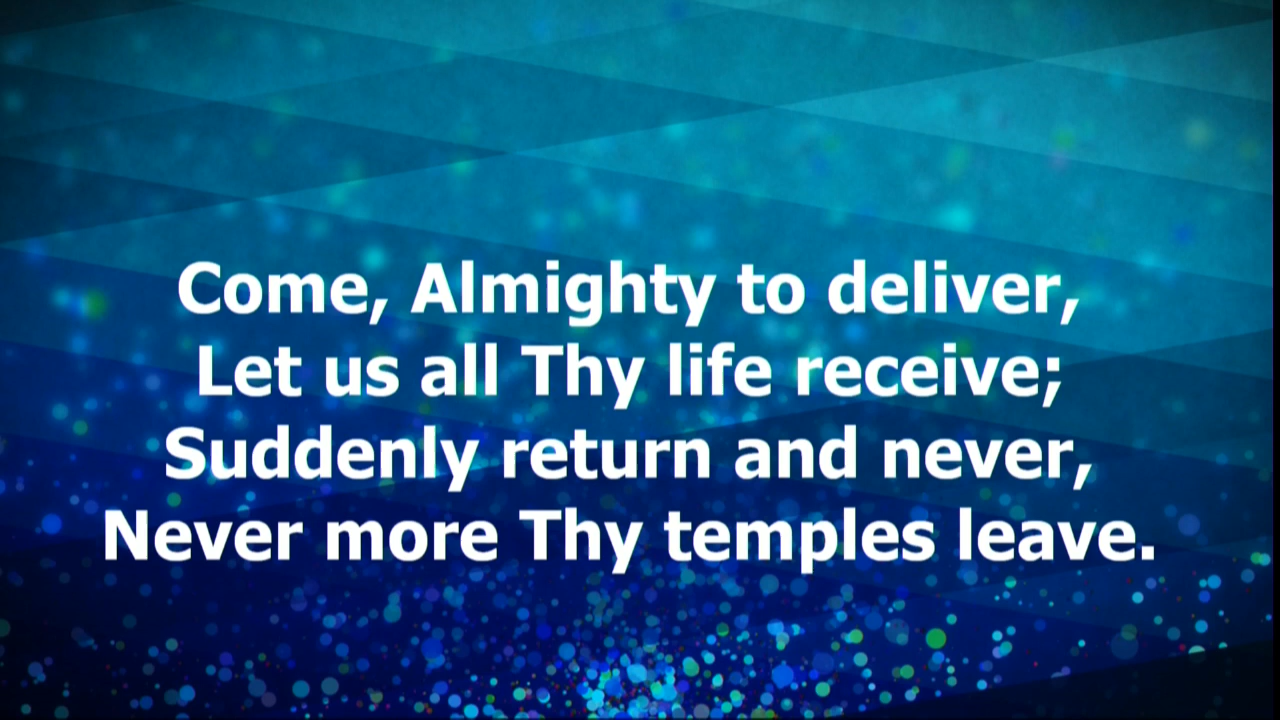 Come, Almighty to deliver,
Let us all Thy life receive;
Suddenly return and never,
Never more Thy temples leave.